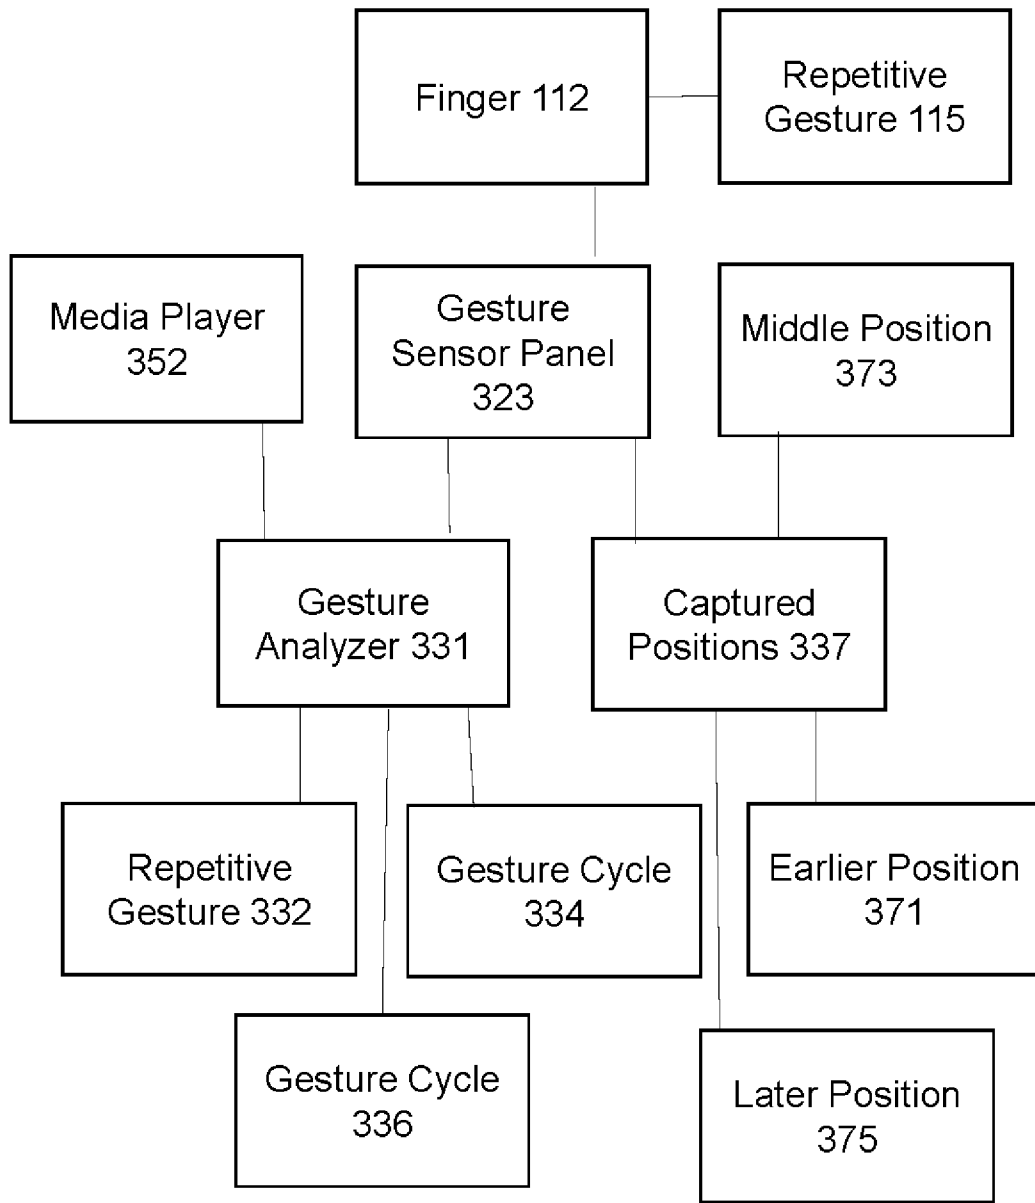 Finger 112
Repetitive
Gesture 115
Media Player
352
Gesture
Sensor Panel
323
Middle Position
373
Gesture
Analyzer 331
Captured
Positions 337
Repetitive
Gesture 332
Gesture Cycle
334
Earlier Position
371
Gesture Cycle
336
Later Position
375